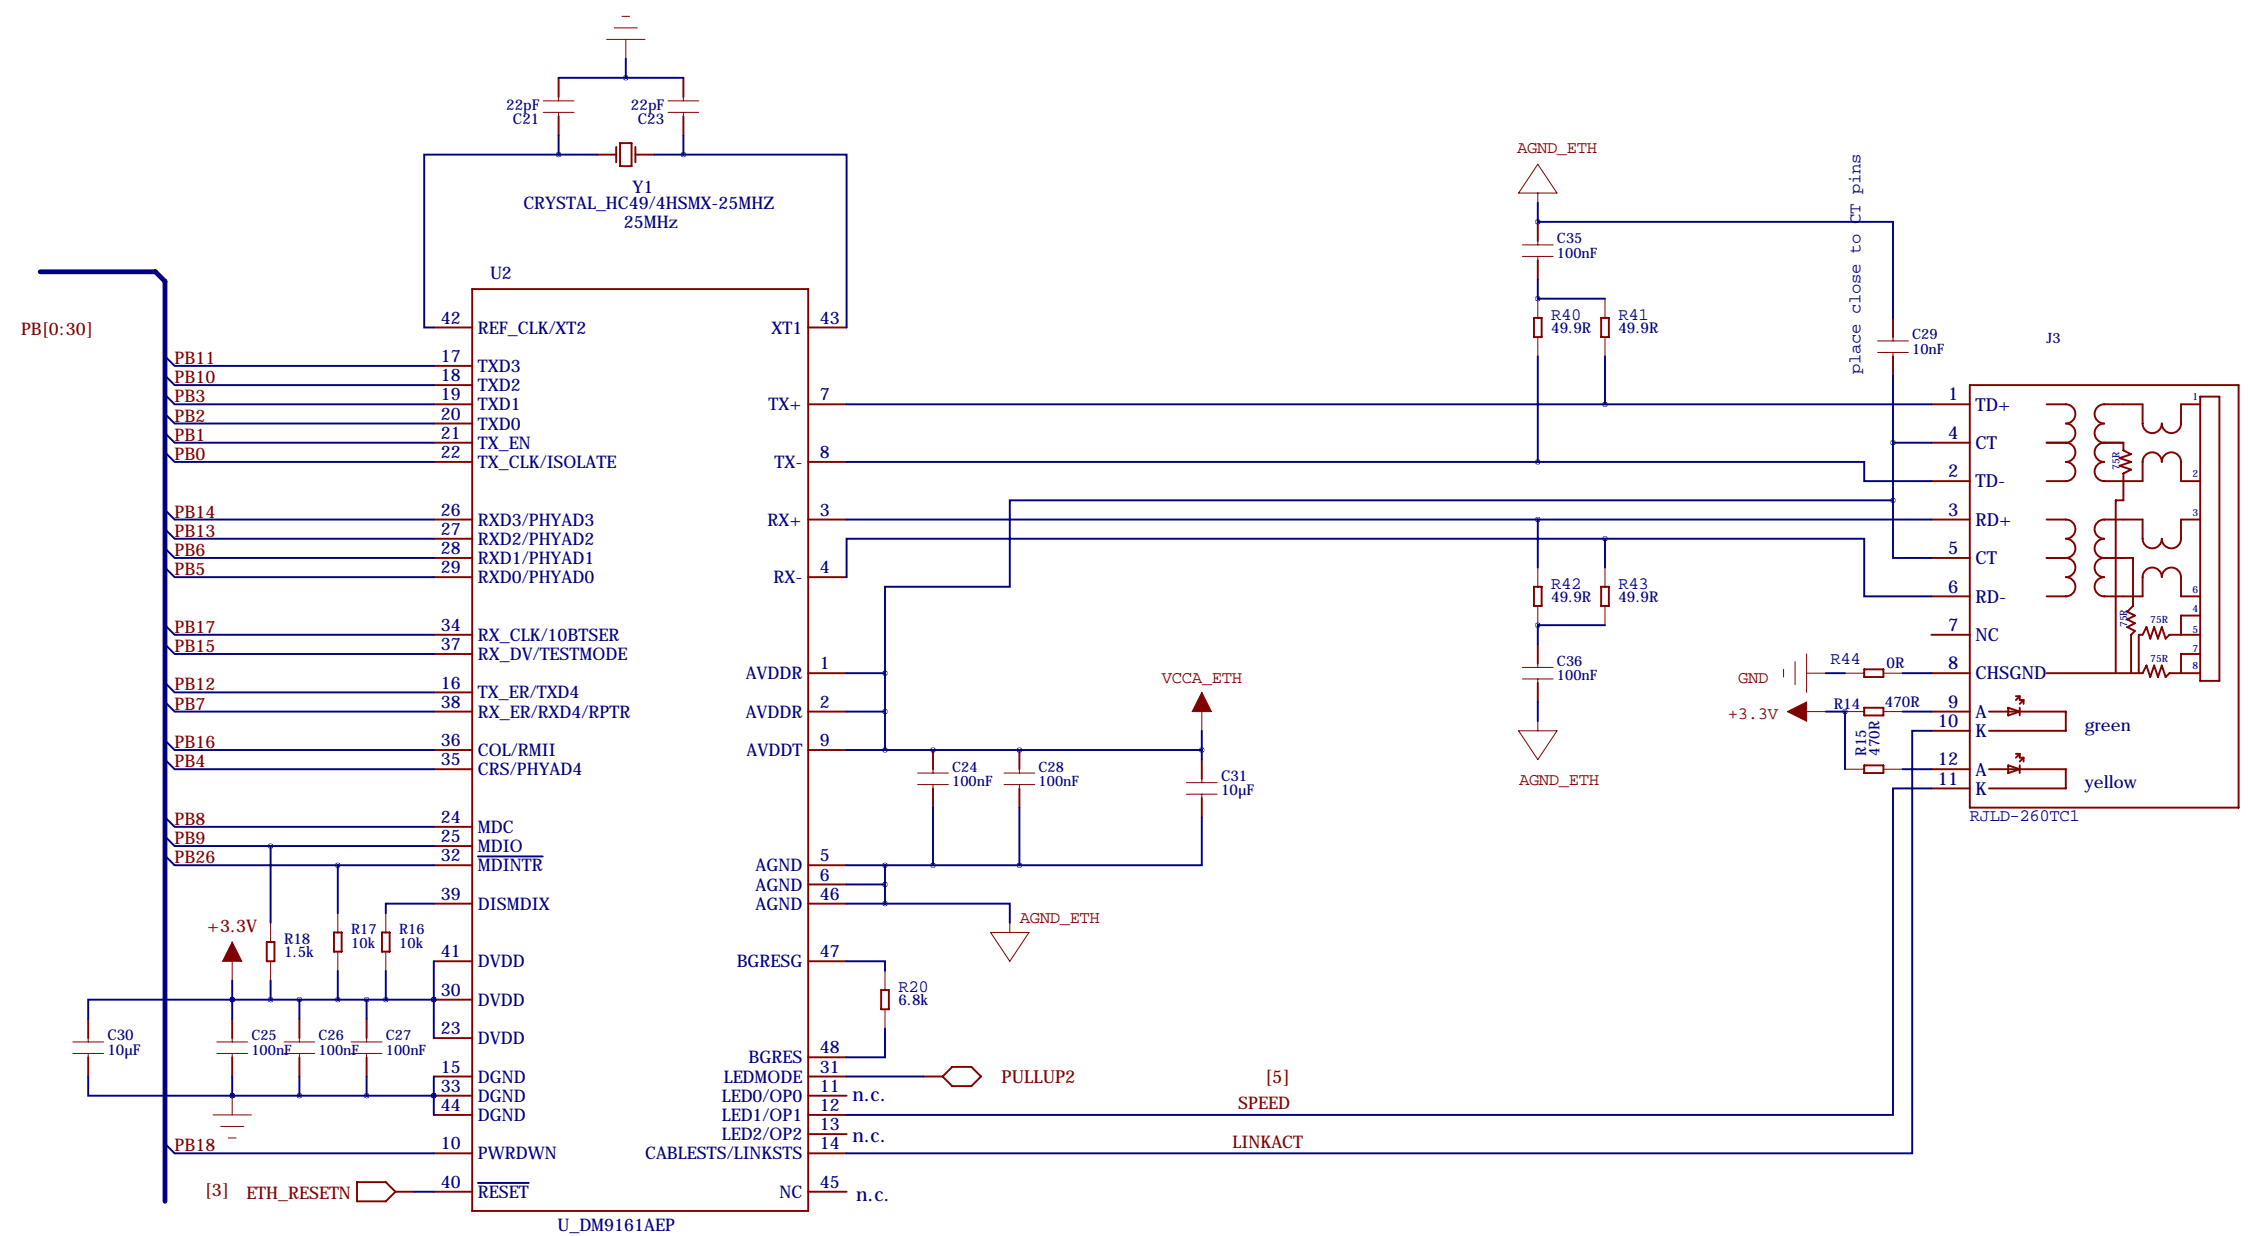 22pF
C21
22pF
C23
Y1
CRYSTAL_HC49/4HSMX-25MHZ
25MHz
AGND_ETH
place close to CT pins
C35
100nF
U2
PB[0:30]
42 REF_CLK/XT2
XT1 43
R40
49.9R
R41
49.9R
C29
10nF
J3
PB11 17 TXD3
PB10 18 TXD2
PB3 19 TXD1
PB2 20 TXD0
PB1 21 TX_EN
PB0 22 TX_CLK/ISOLATE
TX+ 7
TX- 8
1 TD+
4 CT
2 TD-
3 RD+
5 CT
6 RD-
7 NC
8 CHSGND
9 A
10 K
green
12 A
11 K
yellow
75R
75R
75R
75R
1
2
3
6
4
5
7
8
RJLD-260TC1
PB14 26 RXD3/PHYAD3
PB13 27 RXD2/PHYAD2
PB6 28 RXD1/PHYAD1
PB5 29 RXD0/PHYAD0
RX+ 3
RX- 4
R42
49.9R
R43
49.9R
C36
100nF
AGND_ETH
PB17 34 RX_CLK/10BTSER
PB15 37 RX_DV/TESTMODE
PB12 16 TX_ER/TXD4
PB7 38 RX_ER/RXD4/RPTR
PB16 36 COL/RMII
PB4 35 CRS/PHYAD4
AVDDR 1
AVDDR 2
AVDDT 9
VCCA_ETH
GND
R44 0R
+3.3V
R14 470R
R15
470R
C24
100nF
C28
100nF
C31
10µF
PB8 24 MDC
PB9 25 MDIO
PB26 32 MDINTR
39 DISMDIX
AGND 5
AGND 6
AGND 46
AGND_ETH
+3.3V
R18
1.5k
R17
10k
R16
10k
41 DVDD
30 DVDD
23 DVDD
BGRESG 47
R20
6.8k
BGRES 48
C30
10µF
C25
100nF
C26
100nF
C27
100nF
15 DGND
33 DGND
44 DGND
LEDMODE 31 PULLUP2 [5]
LED0/OP0 11 n.c.
LED1/OP1 12 SPEED
LED2/OP2 13 n.c.
CABLESTS/LINKSTS 14 LINKACT
PB18 10 PWRDWN
[3] ETH_RESETN 40 RESET
NC 45 n.c.
U_DM9161AEP